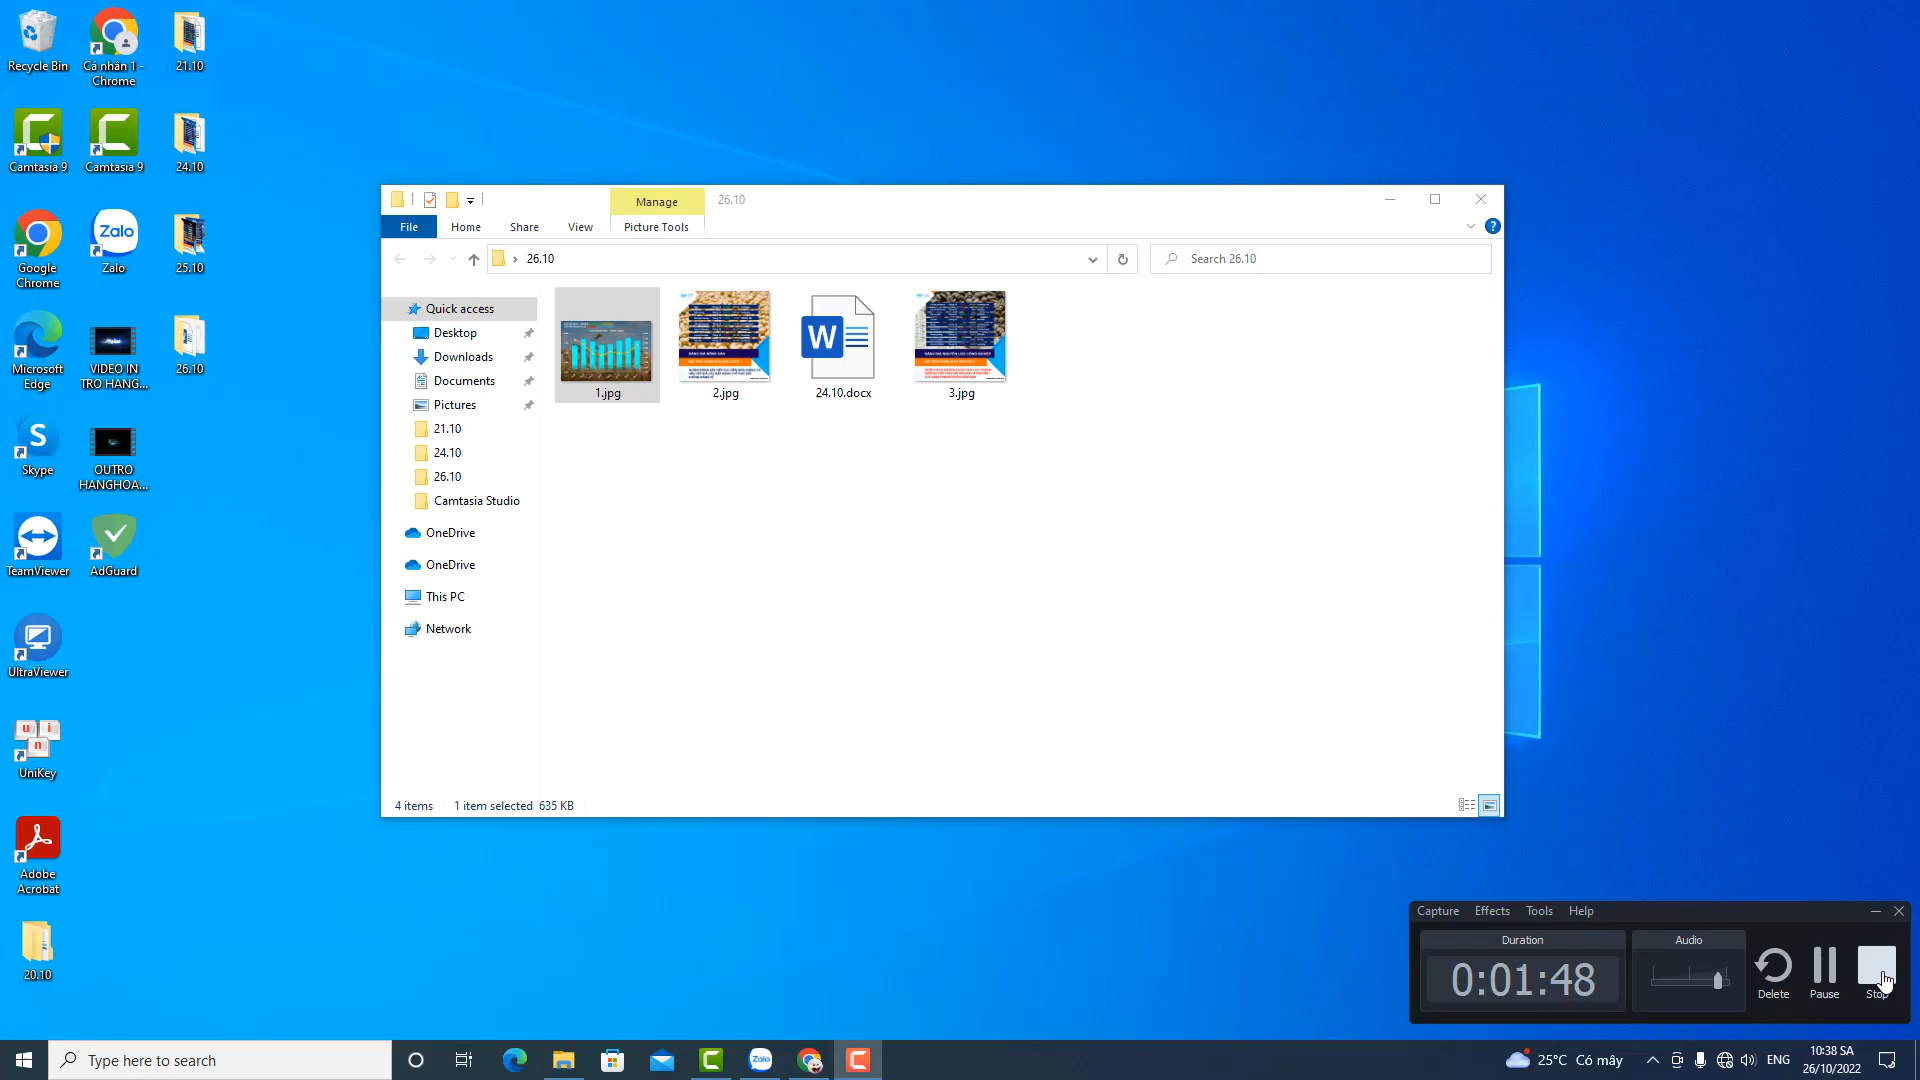 Recycle Bin
Cá nhân 1 -
Chrome
21.10
Camtasia 9
Camtasia 9
24.10
Google
Chrome
Zalo
Zalo
25.10
Microsoft
Edge
VIDEO IN
TRO HANG...
26.10
S
Skype
OUTRO
HANGHOA...
TeamViewer
AdGuard
UltraViewer
u i
n
UniKey
Adobe
Acrobat
20.10
Manage
26.10
File
Home
Share
View
Picture Tools
?
26.10
Search 26.10
Quick access
Desktop
Downloads
Documents
Pictures
21.10
24.10
26.10
Camtasia Studio
OneDrive
OneDrive
This PC
Network
1.jpg
2.jpg
W
24.10.docx
3.jpg
4 items
1 item selected 635 KB
Capture
Effects
Tools
Help
Duration
0:01:48
Audio
Delete
Pause
Stop
Type here to search
Zalo
25°C Có mây
ENG
10:38 SA
26/10/2022